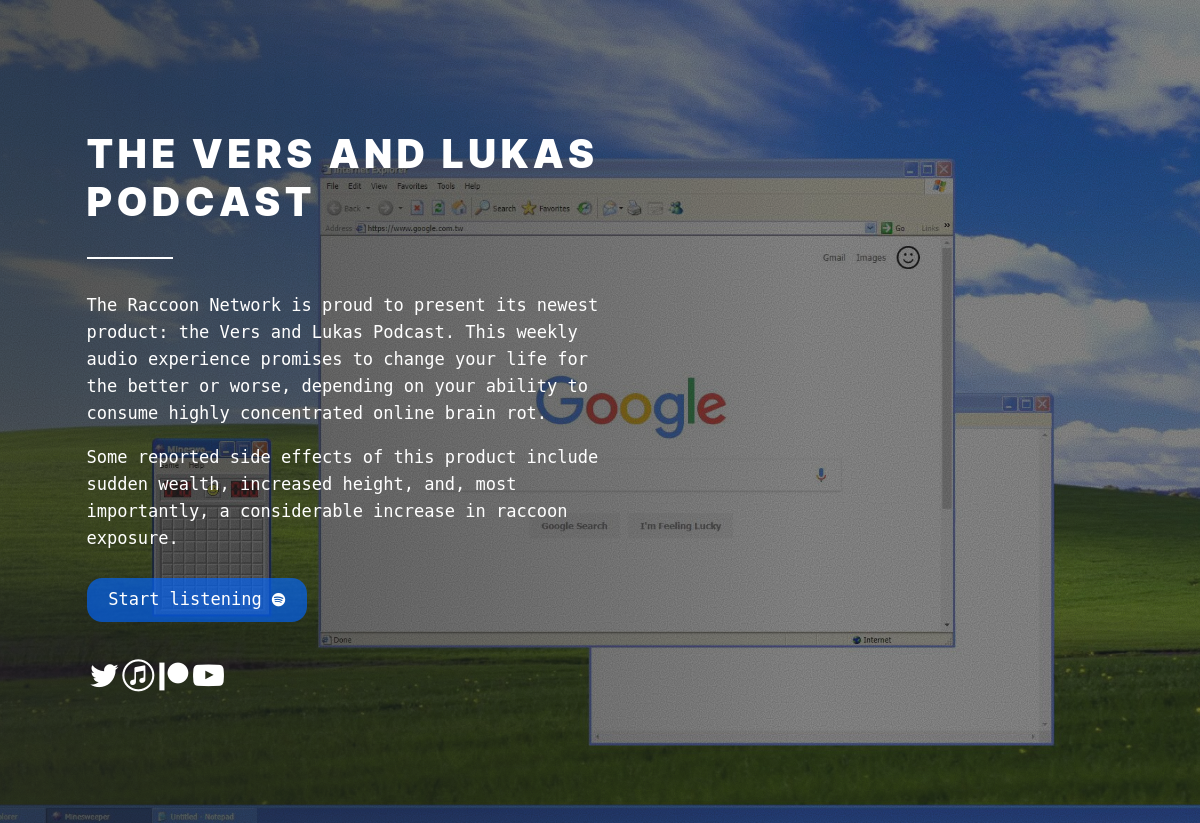 THE VERS AND LUKAS
PODCAST
The Raccoon Network is proud to present its newest
product: the Vers and Lukas Podcast. This weekly
audio experience promises to change your life for
the better or worse, depending on your ability to
consume highly concentrated online brain rot.
Some reported side effects of this product include
sudden wealth, increased height, and, most
importantly, a considerable increase in raccoon
exposure.
Start listening
Internet Explorer
File Edit View Favorites Tools Help
Back Search Favorites
Address https://www.google.com.tw Go Links
Gmail Images
Google
Google Search I'm Feeling Lucky
Done Internet
Help
Minesweeper Untitled - Notepad